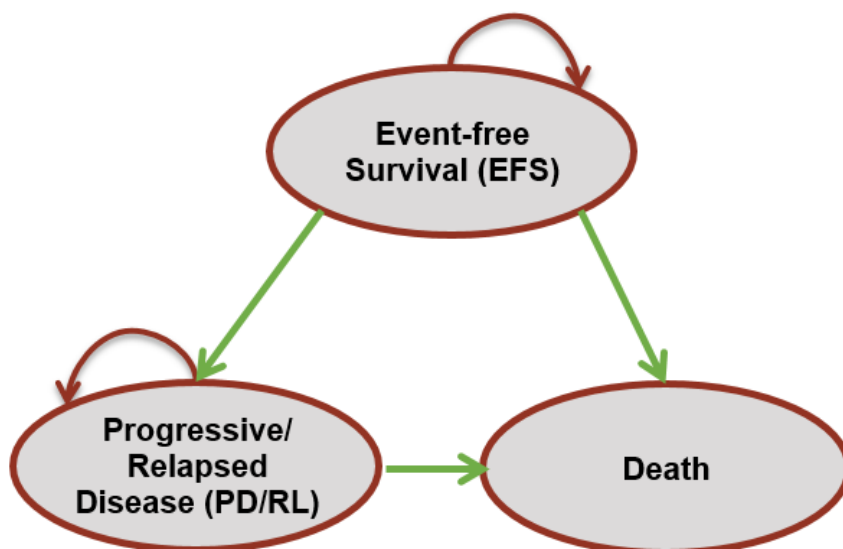 Event-free
Survival (EFS)
Progressive/
Relapsed
Disease (PD/RL)
Death